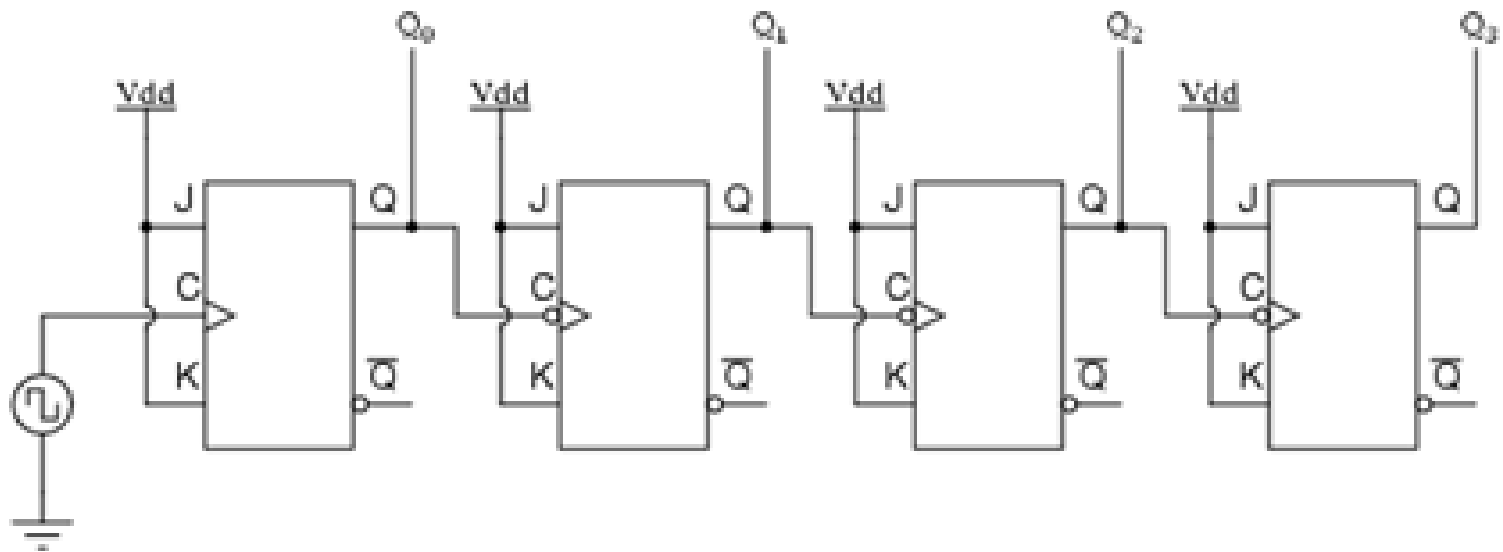 Q0 Q1 Q2 Q3
Vdd Vdd Vdd Vdd
J Q J Q J Q J Q
C C C C
K Q̅ K Q̅ K Q̅ K Q̅